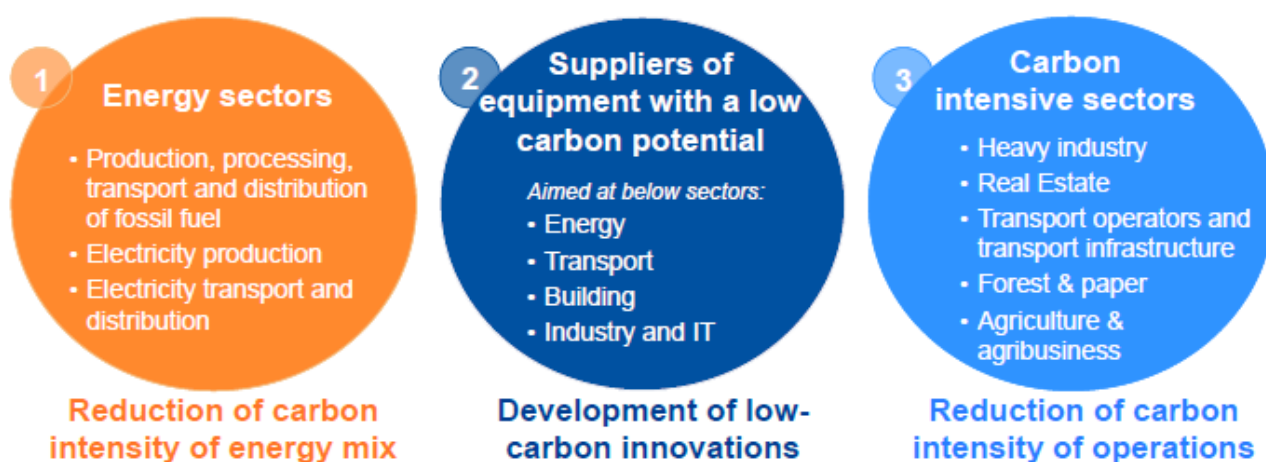 1
Energy sectors
• Production, processing,
transport and distribution
of fossil fuel
• Electricity production
• Electricity transport and
distribution
Reduction of carbon
intensity of energy mix
2
Suppliers of
equipment with a low
carbon potential
Aimed at below sectors:
• Energy
• Transport
• Building
• Industry and IT
Development of low-
carbon innovations
3
Carbon
intensive sectors
• Heavy industry
• Real Estate
• Transport operators and
transport infrastructure
• Forest & paper
• Agriculture &
agribusiness
Reduction of carbon
intensity of operations